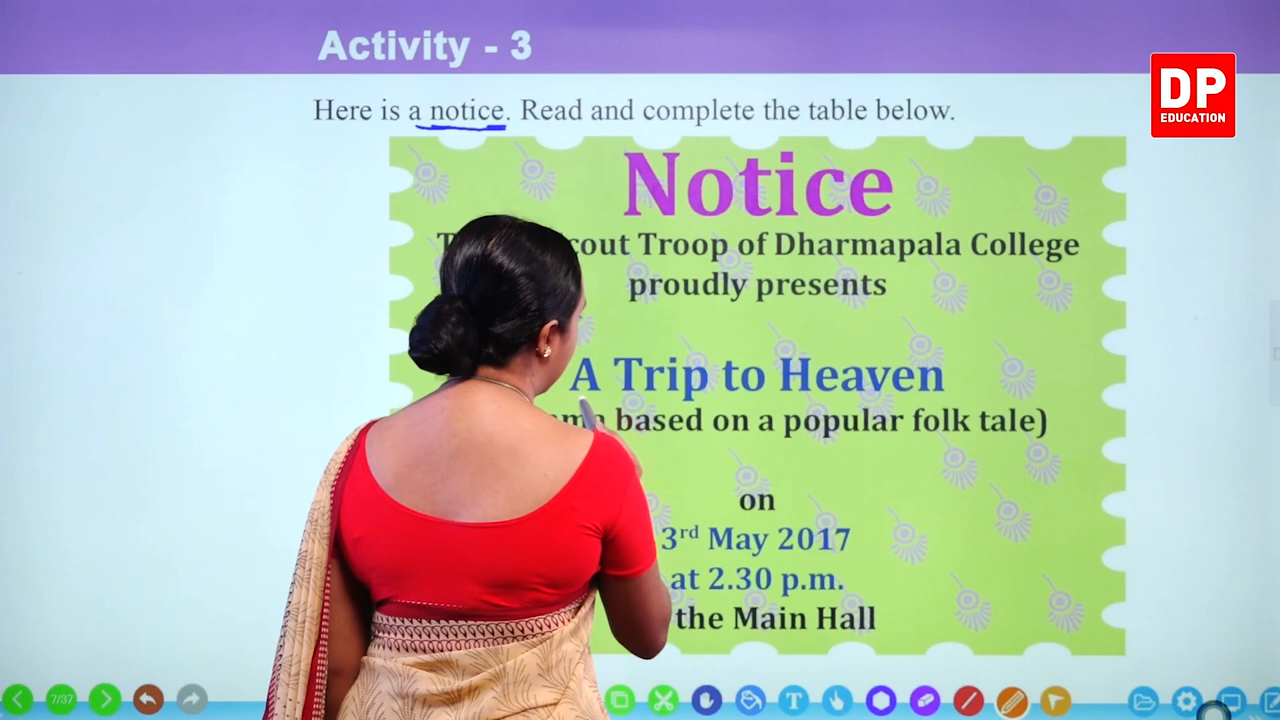 Activity - 3
DP
EDUCATION
Here is a notice. Read and complete the table below.
Notice
Troop of Dharmapala College
proudly presents
A Trip to Heaven
based on a popular folk tale)
on
3rd May 2017
at 2.30 p.m.
the Main Hall
7/37
T